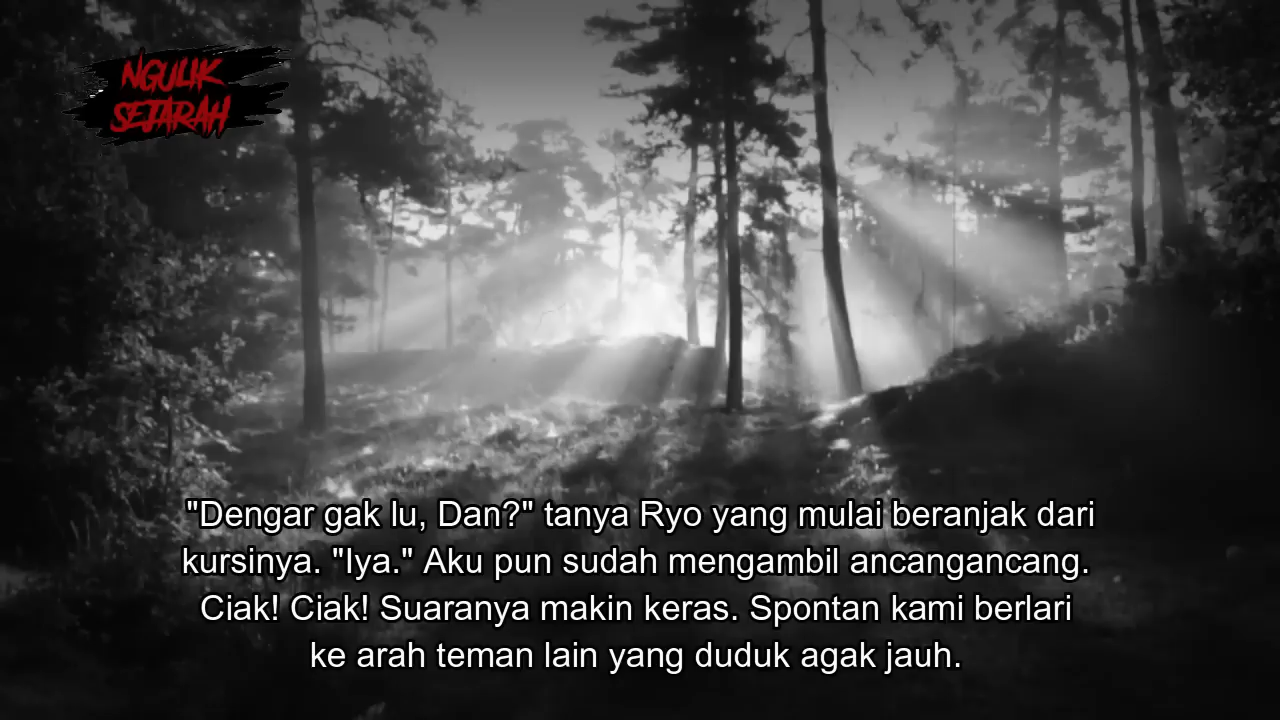 NGULIK
SEJARAH
"Dengar gak lu, Dan?" tanya Ryo yang mulai beranjak dari
kursinya. "Iya." Aku pun sudah mengambil ancangancang.
Ciak! Ciak! Suaranya makin keras. Spontan kami berlari
ke arah teman lain yang duduk agak jauh.